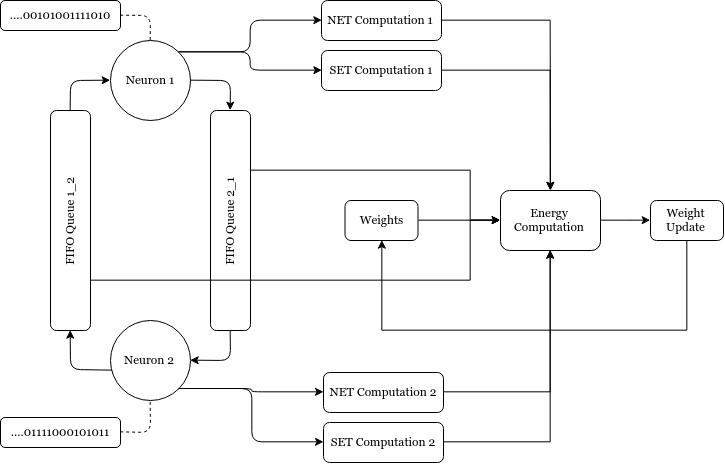 ....00101001111010
NET Computation 1
Neuron 1
SET Computation 1
FIFO Queue 1_2
FIFO Queue 2_1
Weights
Energy
Computation
Weight
Update
Neuron 2
NET Computation 2
....01111000101011
SET Computation 2